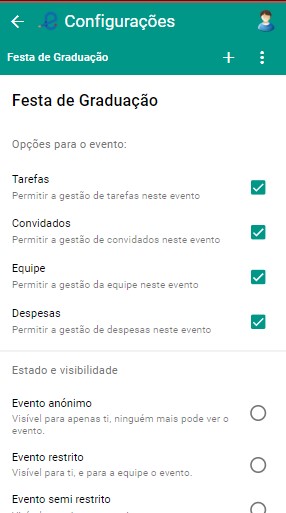 Configurações
Festa de Graduação
Festa de Graduação
Opções para o evento:
Tarefas
Permitir a gestão de tarefas neste evento
Convidados
Permitir a gestão de convidados neste evento
Equipe
Permitir a gestão da equipe neste evento
Despesas
Permitir a gestão de despesas neste evento
Estado e visibilidade
Evento anónimo
Visível para apenas ti, ninguém mais pode ver o
evento.
Evento restrito
Visível para ti, e para a equipe o evento.
Evento semi restrito